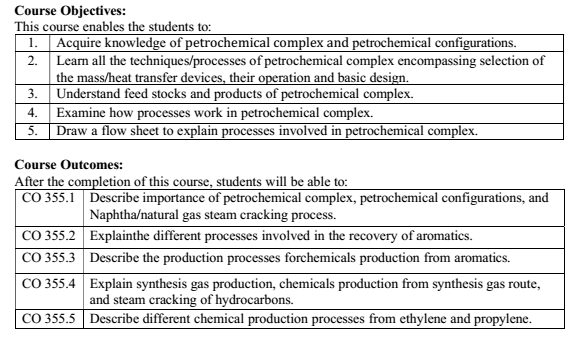 Course Objectives:
This course enables the students to:
1. Acquire knowledge of petrochemical complex and petrochemical configurations.
2. Learn all the techniques/processes of petrochemical complex encompassing selection of
the mass/heat transfer devices, their operation and basic design.
3. Understand feed stocks and products of petrochemical complex.
4. Examine how processes work in petrochemical complex.
5. Draw a flow sheet to explain processes involved in petrochemical complex.
Course Outcomes:
After the completion of this course, students will be able to:
CO 355.1 Describe importance of petrochemical complex, petrochemical configurations, and
Naphtha/natural gas steam cracking process.
CO 355.2 Explainthe different processes involved in the recovery of aromatics.
CO 355.3 Describe the production processes forchemicals production from aromatics.
CO 355.4 Explain synthesis gas production, chemicals production from synthesis gas route,
and steam cracking of hydrocarbons.
CO 355.5 Describe different chemical production processes from ethylene and propylene.